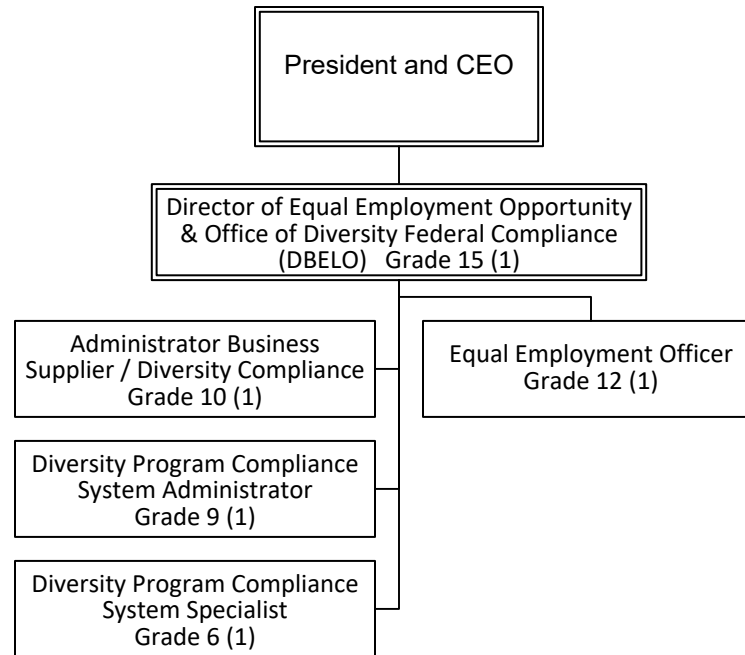 President and CEO
Director of Equal Employment Opportunity
& Office of Diversity Federal Compliance
(DBELO) Grade 15 (1)
Administrator Business
Supplier / Diversity Compliance
Grade 10 (1)
Equal Employment Officer
Grade 12 (1)
Diversity Program Compliance
System Administrator
Grade 9 (1)
Diversity Program Compliance
System Specialist
Grade 6 (1)